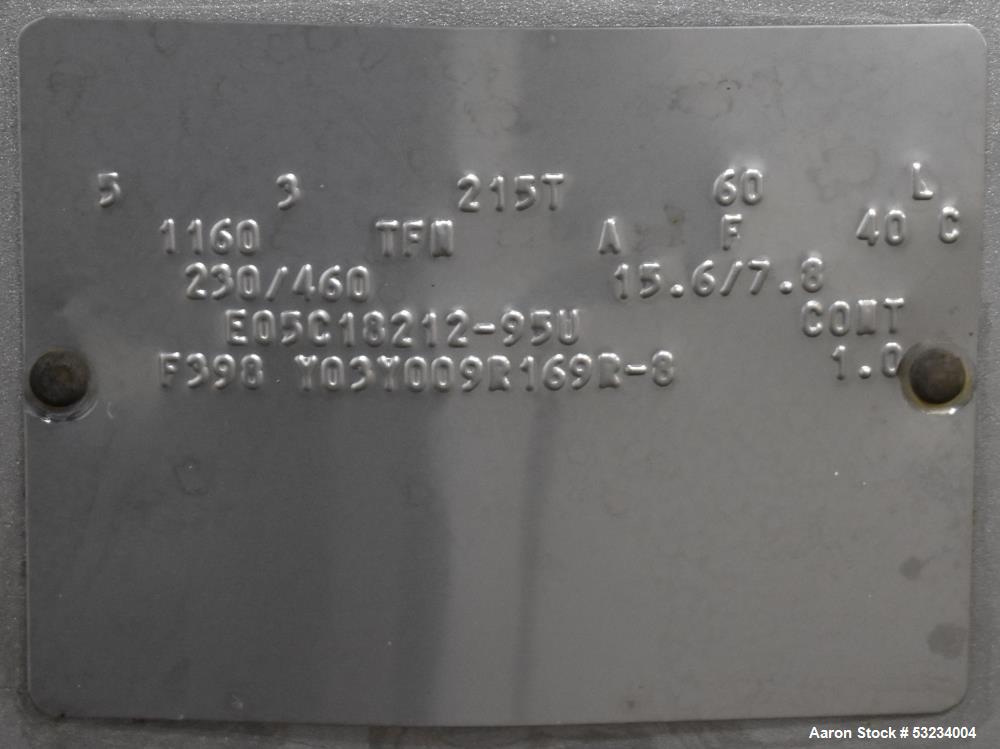 5 3 215T 60 L
1160 TFN A F 40 C
230/460 15.6/7.8
E05C18212-95U CONT
F398 Y03Y009R169R-8 1.0
Aaron Stock # 53234004